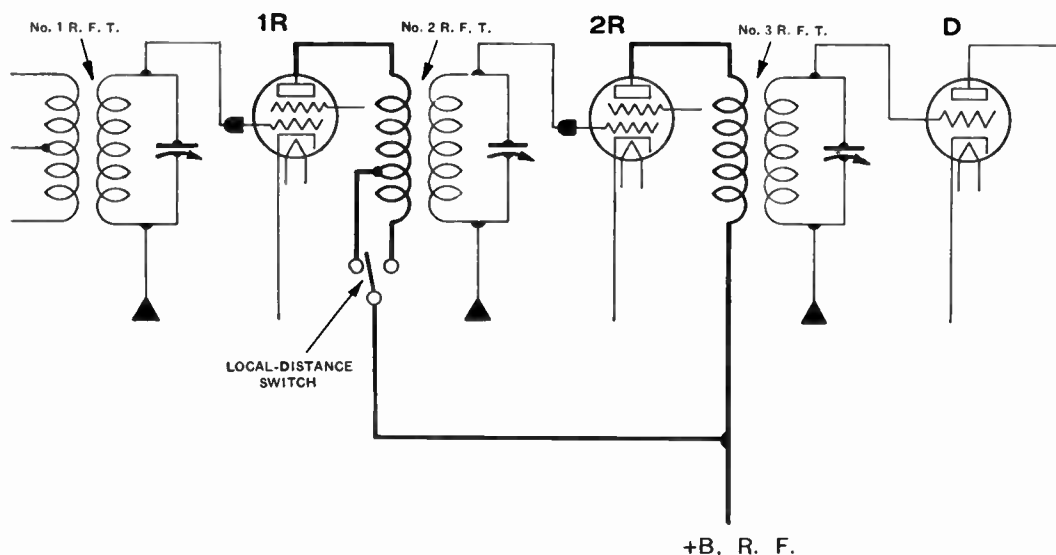 No. 1 R. F. T.
1R
No. 2 R. F. T.
2R
No. 3 R. F. T.
D
LOCAL-DISTANCE
SWITCH
+B, R. F.